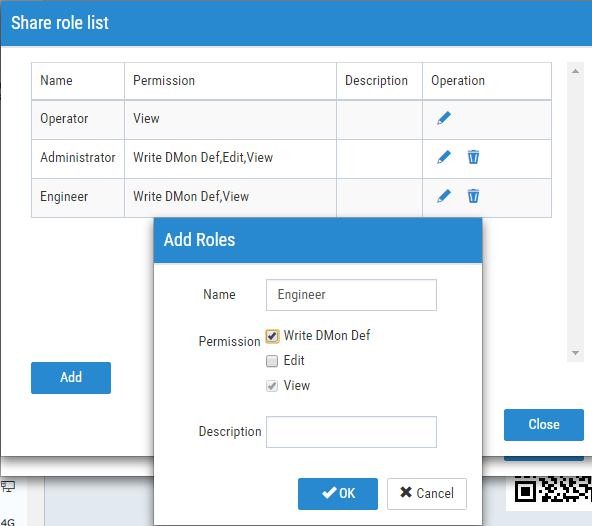 Share role list
Name Permission Description Operation
Operator View
Administrator Write DMon Def,Edit,View
Engineer Write DMon Def,View
Add Roles
Name Engineer
Permission Write DMon Def
Edit
View
Add
Description
Close
OK Cancel
4G